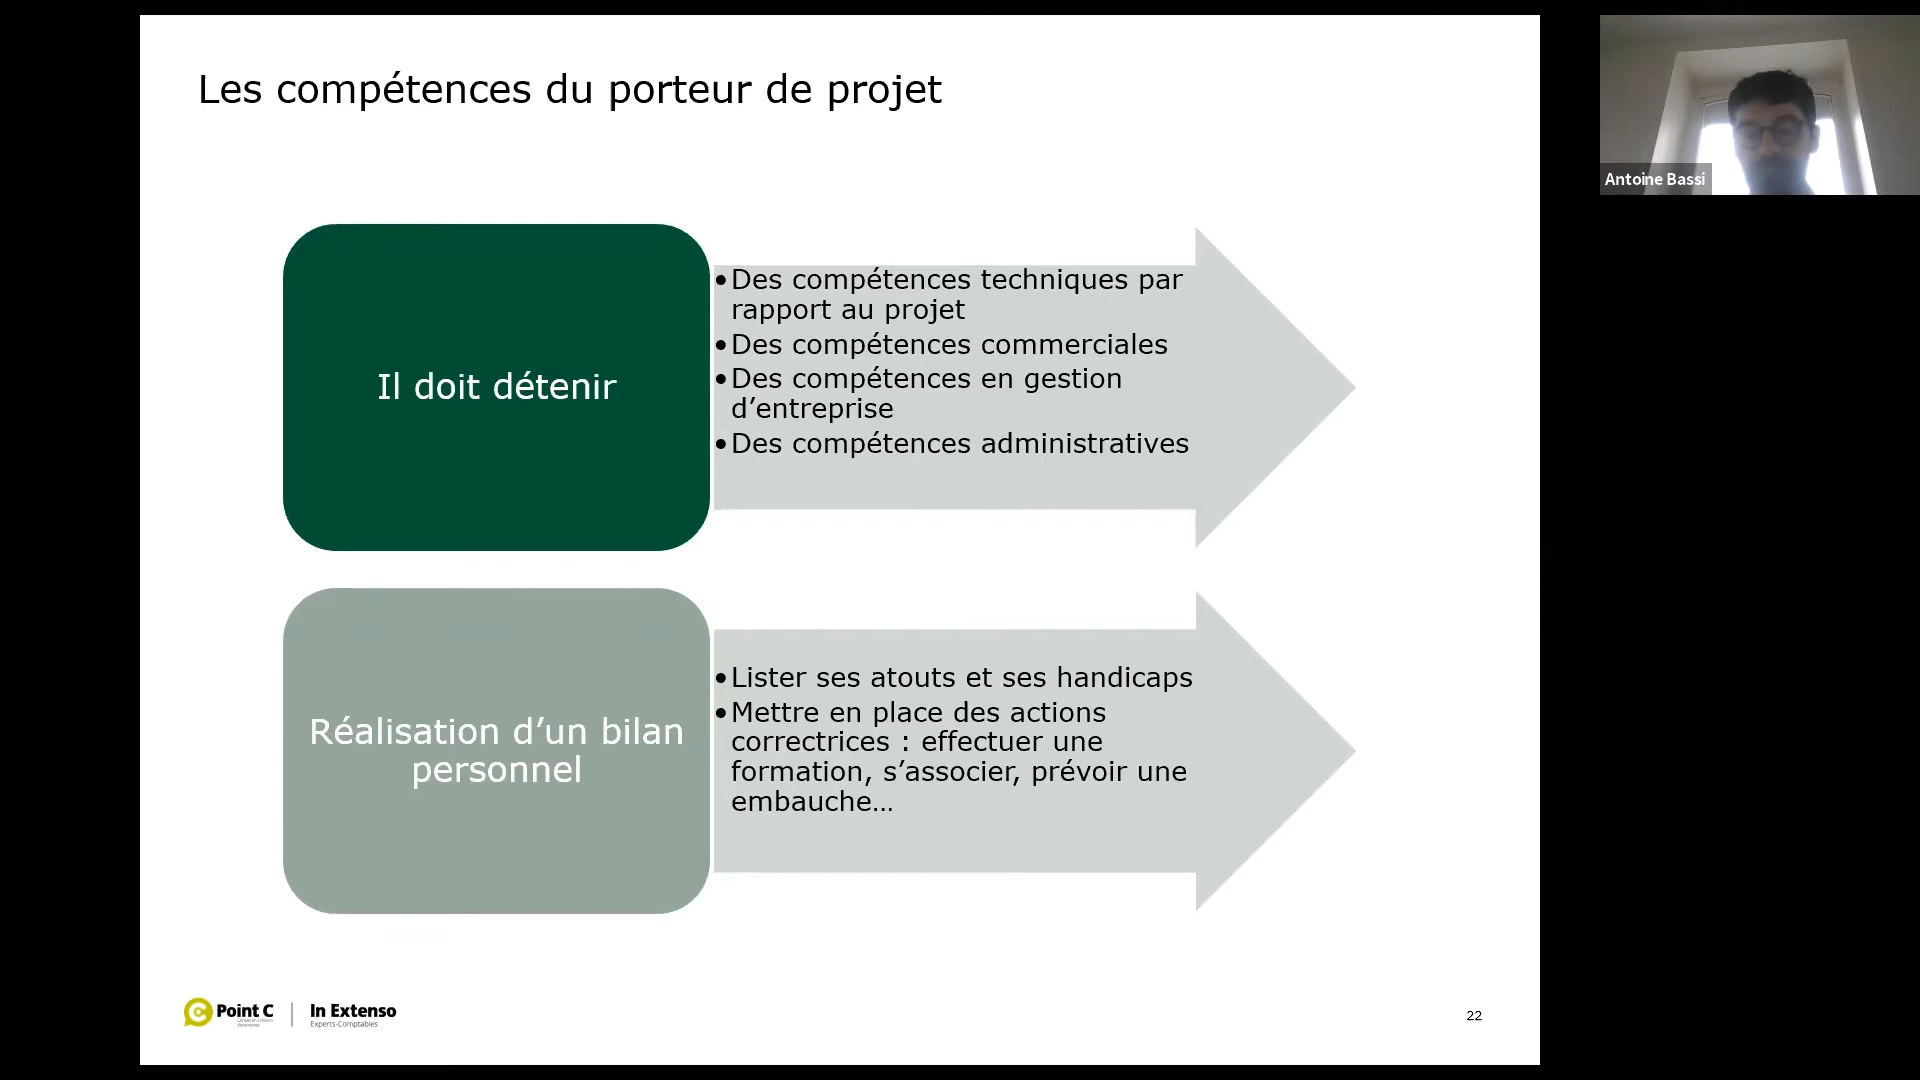 Les compétences du porteur de projet
Antoine Bassi
Il doit détenir
•Des compétences techniques par
rapport au projet
•Des compétences commerciales
•Des compétences en gestion
d’entreprise
•Des compétences administratives
Réalisation d’un bilan
personnel
•Lister ses atouts et ses handicaps
•Mettre en place des actions
correctrices : effectuer une
formation, s’associer, prévoir une
embauche…
Point C
In Extenso
Experts-Comptables
22